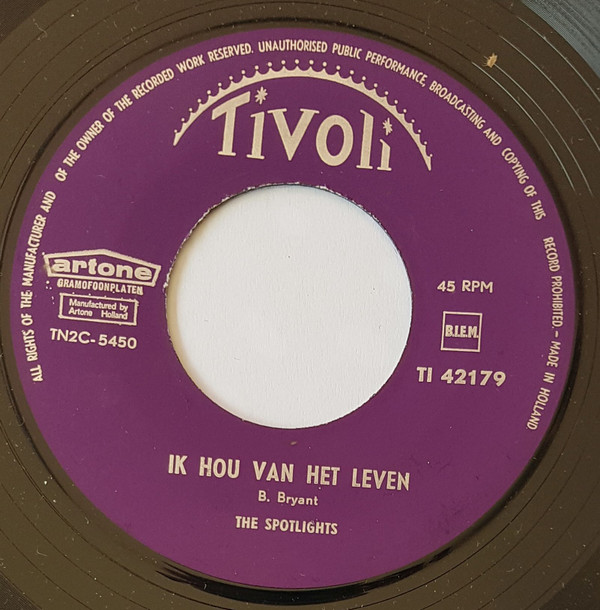 ALL RIGHTS OF THE MANUFACTURER AND OF THE OWNER OF THE RECORDED WORK RESERVED. UNAUTHORISED PUBLIC PERFORMANCE, BROADCASTING AND COPYING OF THIS RECORD PROHIBITED. - MADE IN HOLLAND
Tivoli
artone
GRAMOFOONPLATEN
Manufactured by
Artone Holland
TN2C-5450
45 RPM
B.I.E.M.
TI 42179
IK HOU VAN HET LEVEN
B. Bryant
THE SPOTLIGHTS